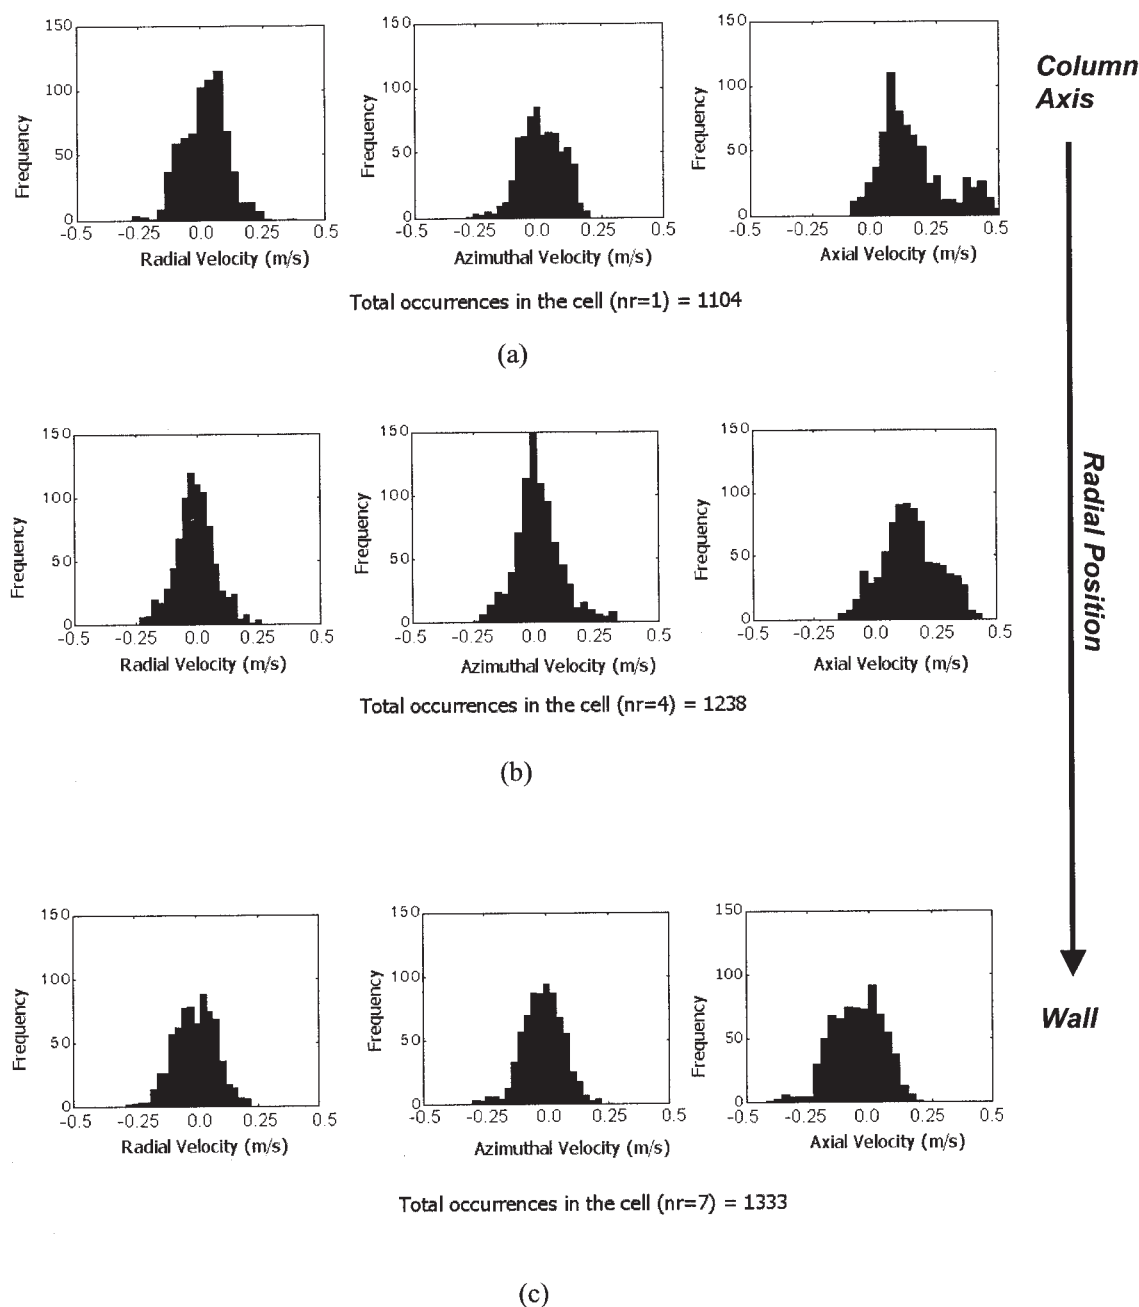 150
100
50
0
Frequency
-0.5 -0.25 0.0 0.25 0.5
Radial Velocity (m/s)
150
100
50
0
Frequency
-0.5 -0.25 0.0 0.25 0.5
Azimuthal Velocity (m/s)
150
100
50
0
Frequency
-0.5 -0.25 0.0 0.25 0.5
Axial Velocity (m/s)
Column
Axis
Total occurrences in the cell (nr=1) = 1104
(a)
150
100
50
0
Frequency
-0.5 -0.25 0.0 0.25 0.5
Radial Velocity (m/s)
150
100
50
0
Frequency
-0.5 -0.25 0.0 0.25 0.5
Azimuthal Velocity (m/s)
150
100
50
0
Frequency
-0.5 -0.25 0.0 0.25 0.5
Axial Velocity (m/s)
Radial Position
Total occurrences in the cell (nr=4) = 1238
(b)
150
100
50
0
Frequency
-0.5 -0.25 0.0 0.25 0.5
Radial Velocity (m/s)
150
100
50
0
Frequency
-0.5 -0.25 0.0 0.25 0.5
Azimuthal Velocity (m/s)
150
100
50
0
Frequency
-0.5 -0.25 0.0 0.25 0.5
Axial Velocity (m/s)
Wall
Total occurrences in the cell (nr=7) = 1333
(c)